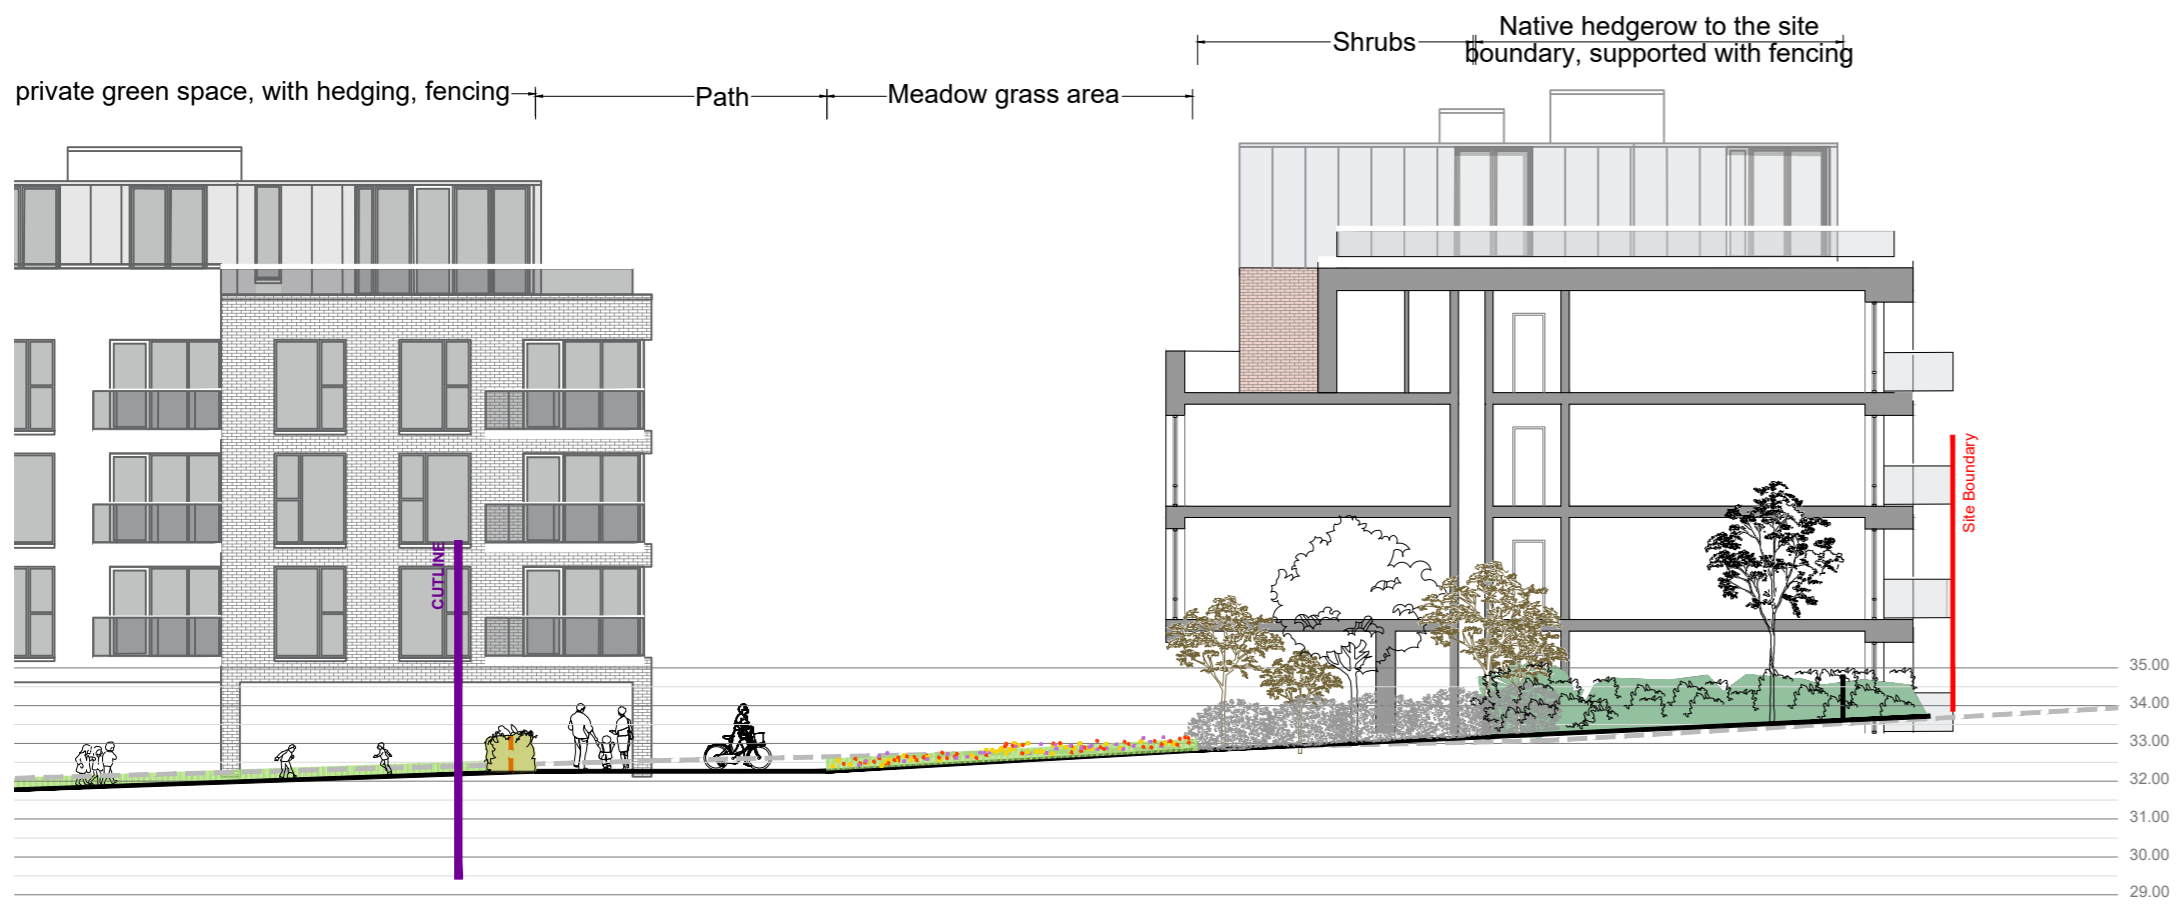 Native hedgerow to the site
Shrubs
boundary, supported with fencing
private green space, with hedging, fencing
Path
Meadow grass area
CUTLINE
Site Boundary
35.00
34.00
33.00
32.00
31.00
30.00
29.00